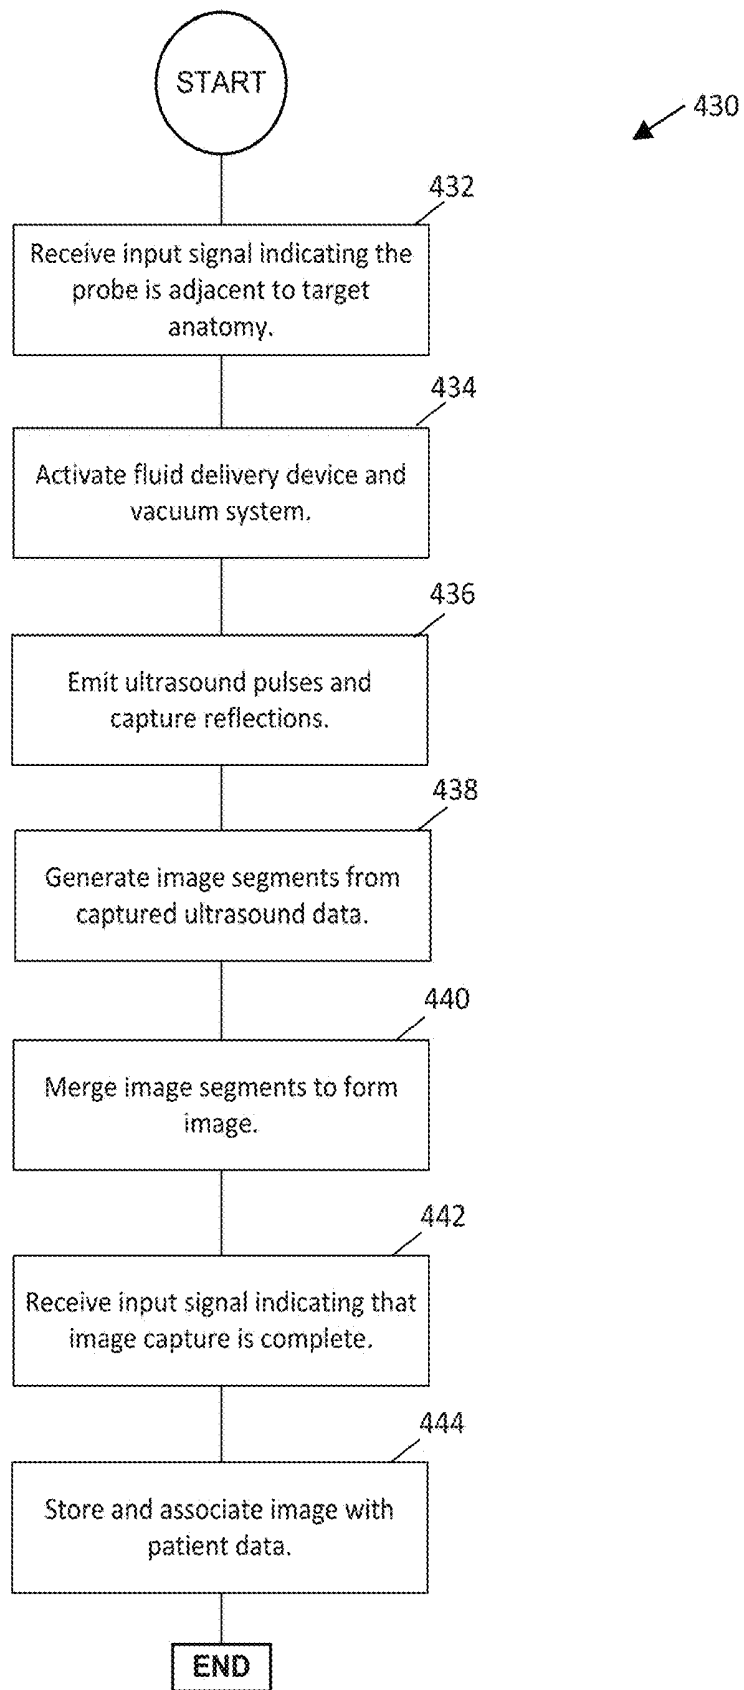 START
430
432
Receive input signal indicating the
probe is adjacent to target
anatomy.
434
Activate fluid delivery device and
vacuum system.
436
Emit ultrasound pulses and
capture reflections.
438
Generate image segments from
captured ultrasound data.
440
Merge image segments to form
image.
442
Receive input signal indicating that
image capture is complete.
444
Store and associate image with
patient data.
END